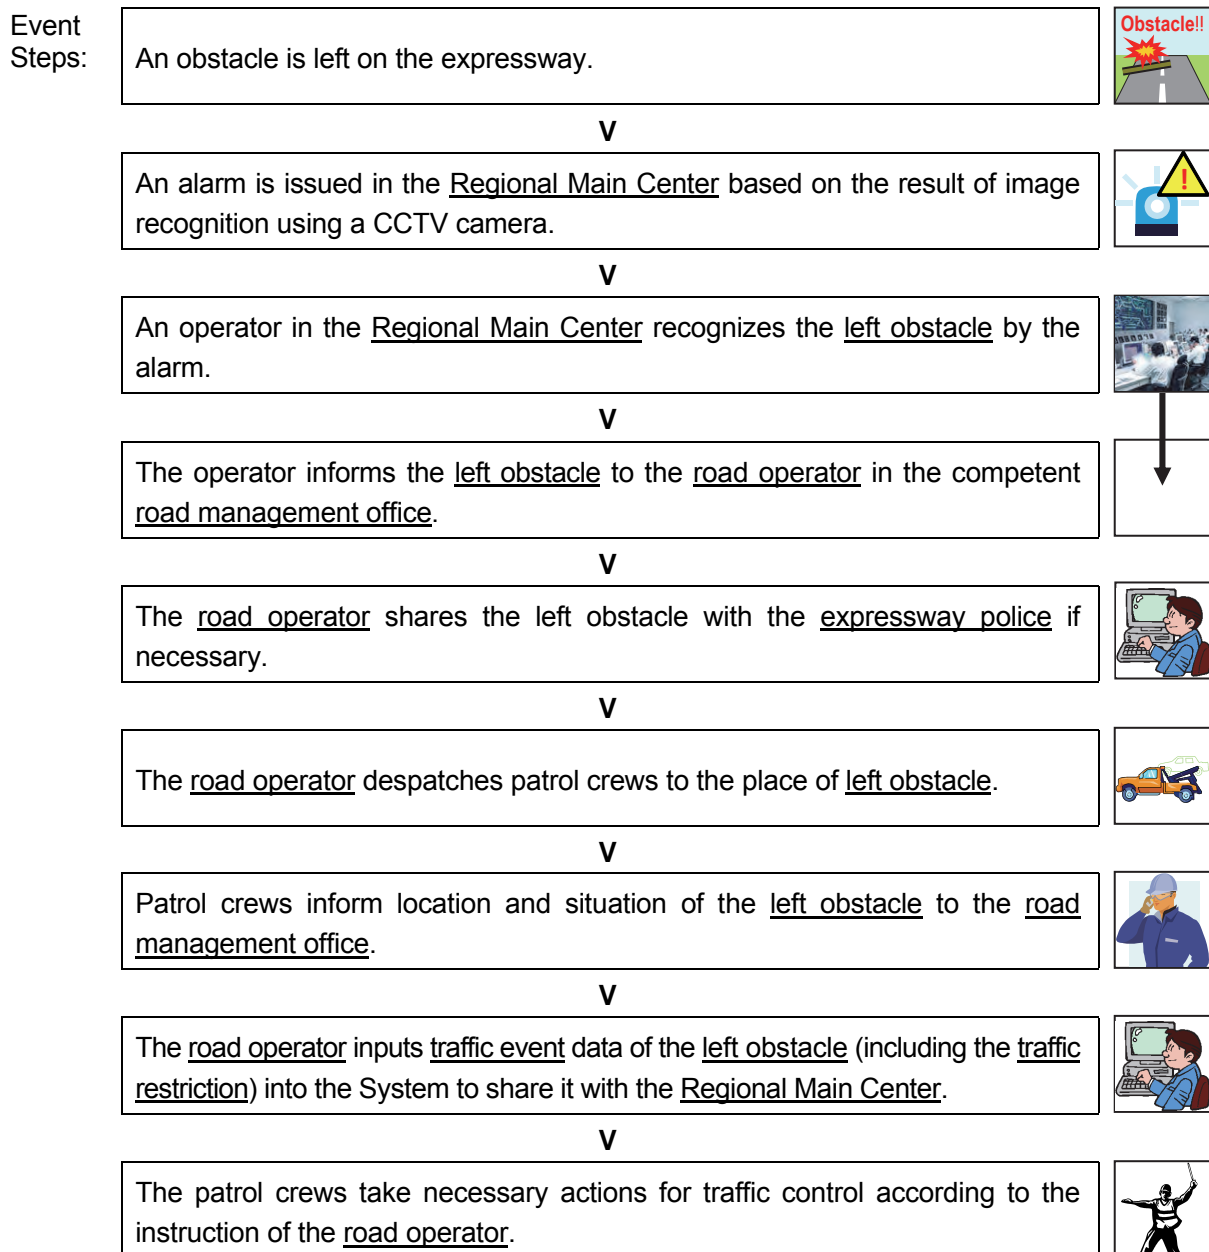 Event
Steps:
An obstacle is left on the expressway.
Obstacle!!
V
An alarm is issued in the Regional Main Center based on the result of image
recognition using a CCTV camera.
!
V
An operator in the Regional Main Center recognizes the left obstacle by the
alarm.
V
The operator informs the left obstacle to the road operator in the competent
road management office.
V
The road operator shares the left obstacle with the expressway police if
necessary.
V
The road operator despatches patrol crews to the place of left obstacle.
V
Patrol crews inform location and situation of the left obstacle to the road
management office.
V
The road operator inputs traffic event data of the left obstacle (including the traffic
restriction) into the System to share it with the Regional Main Center.
V
The patrol crews take necessary actions for traffic control according to the
instruction of the road operator.